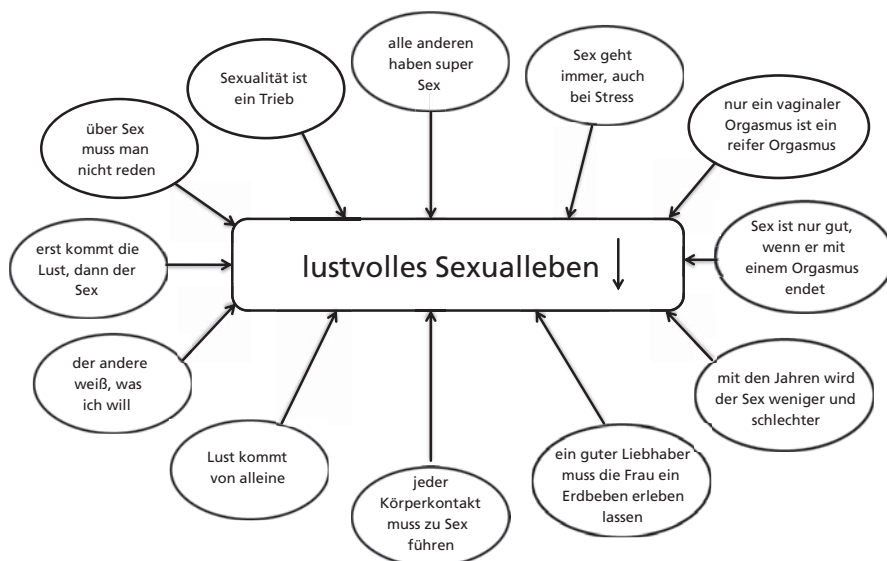 alle anderen
haben super
Sex
Sex geht
immer, auch
bei Stress
Sexualität ist
ein Trieb
nur ein vaginaler
Orgasmus ist ein
reifer Orgasmus
über Sex
muss man
nicht reden
Sex ist nur gut,
wenn er mit
einem Orgasmus
endet
erst kommt die
Lust, dann der
Sex
lustvolles Sexualleben
der andere
weiß, was
ich will
mit den Jahren wird
der Sex weniger und
schlechter
Lust kommt
von alleine
ein guter Liebhaber
muss die Frau ein
Erdbeben erleben
lassen
jeder
Körperkontakt
muss zu Sex
führen